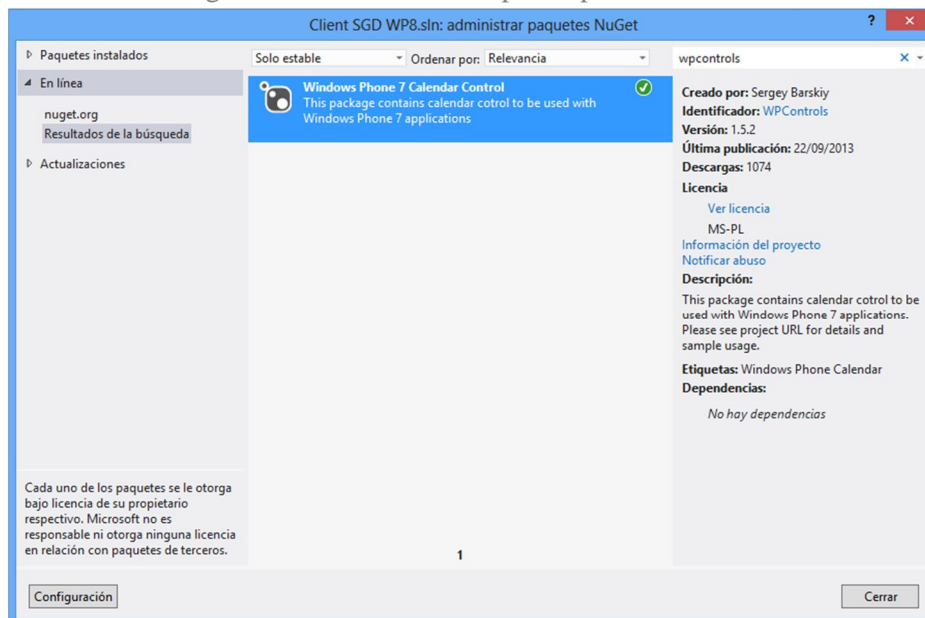 Client SGD WP8.sln: administrar paquetes NuGet
?
×
Paquetes instalados
En línea
nuget.org
Resultados de la búsqueda
Actualizaciones
Cada uno de los paquetes se le otorga
bajo licencia de su propietario
respectivo. Microsoft no es
responsable ni otorga ninguna licencia
en relación con paquetes de terceros.
Configuración
Solo estable
Ordenar por: Relevancia
Windows Phone 7 Calendar Control
This package contains calendar cotrol to be used with
Windows Phone 7 applications
1
wpcontrols
Creado por: Sergey Barskiy
Identificador: WPControls
Versión: 1.5.2
Última publicación: 22/09/2013
Descargas: 1074
Licencia
Ver licencia
MS-PL
Información del proyecto
Notificar abuso
Descripción:
This package contains calendar cotrol to be
used with Windows Phone 7 applications.
Please see project URL for details and
sample usage.
Etiquetas: Windows Phone Calendar
Dependencias:
No hay dependencias
Cerrar